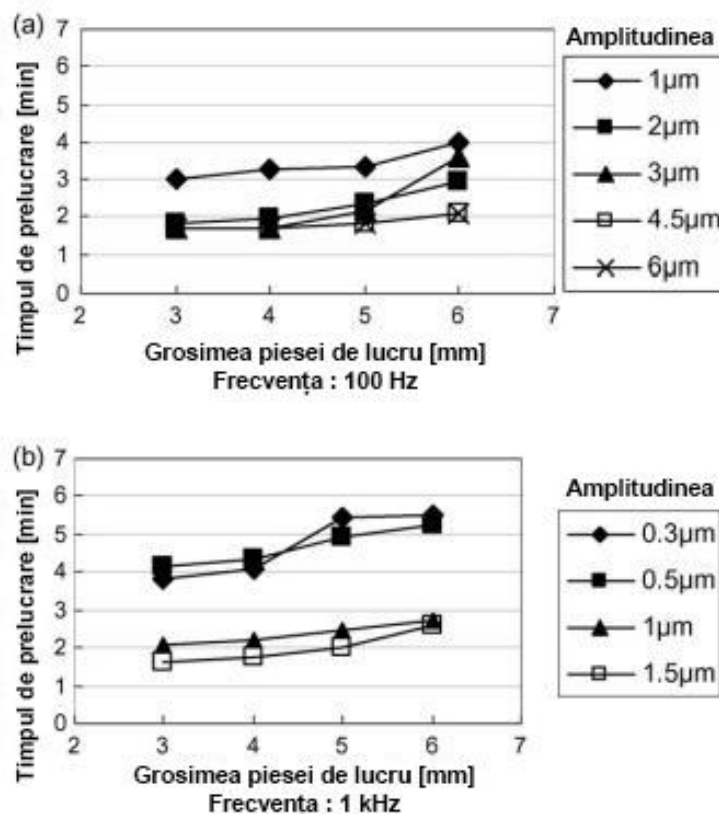 (a)
Timpul de prelucrare [min]
7
6
5
4
3
2
1
0
2 3 4 5 6 7
Grosimea piesei de lucru [mm]
Frecvența : 100 Hz
Amplitudinea
1µm
2µm
3µm
4.5µm
6µm
(b)
Timpul de prelucrare [min]
7
6
5
4
3
2
1
0
2 3 4 5 6 7
Grosimea piesei de lucru [mm]
Frecvența : 1 kHz
Amplitudinea
0.3µm
0.5µm
1µm
1.5µm